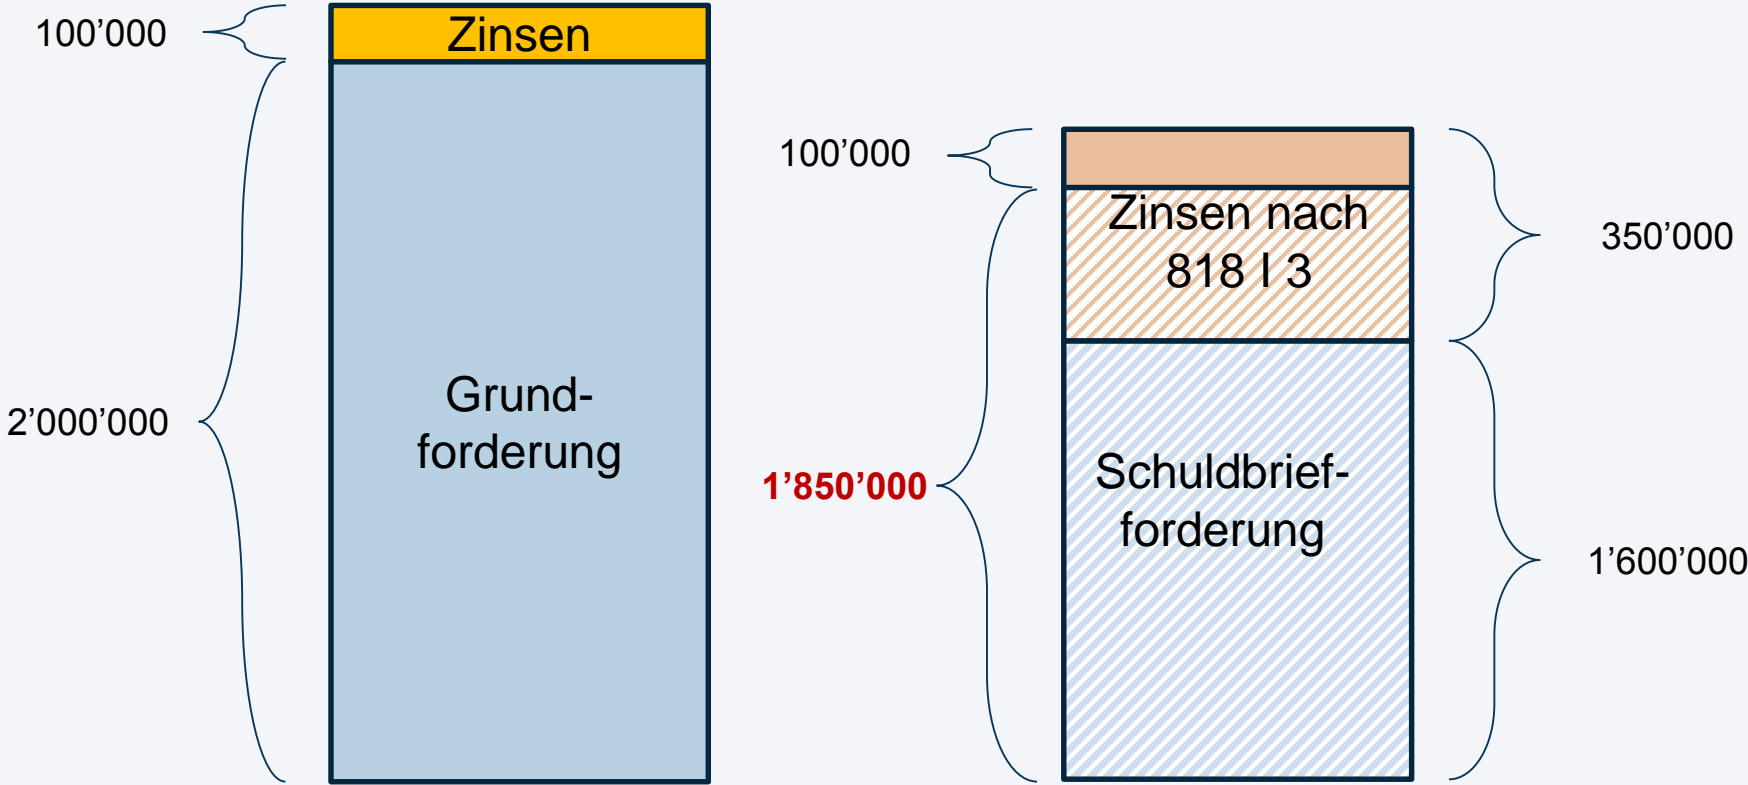 100’000
Zinsen
2’000’000
Grund-
forderung
100’000
Zinsen nach
818 I 3
350’000
1’850’000
Schuldbrief-
forderung
1’600’000